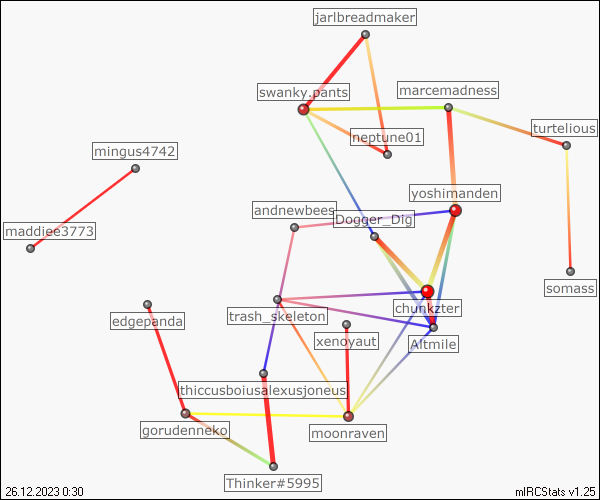 jarlbreadmaker
swanky.pants
marcemadness
turtelious
neptune01
mingus4742
yoshimanden
andnewbees
Dogger_Dig
maddiee3773
somass
chunkzter
trash_skeleton
edgepanda
xenoyaut
Altmile
thiccusboiusalexusjoneus
gorudenneko
moonraven
Thinker#5995
26.12.2023 0:30
mIRCStats v1.25